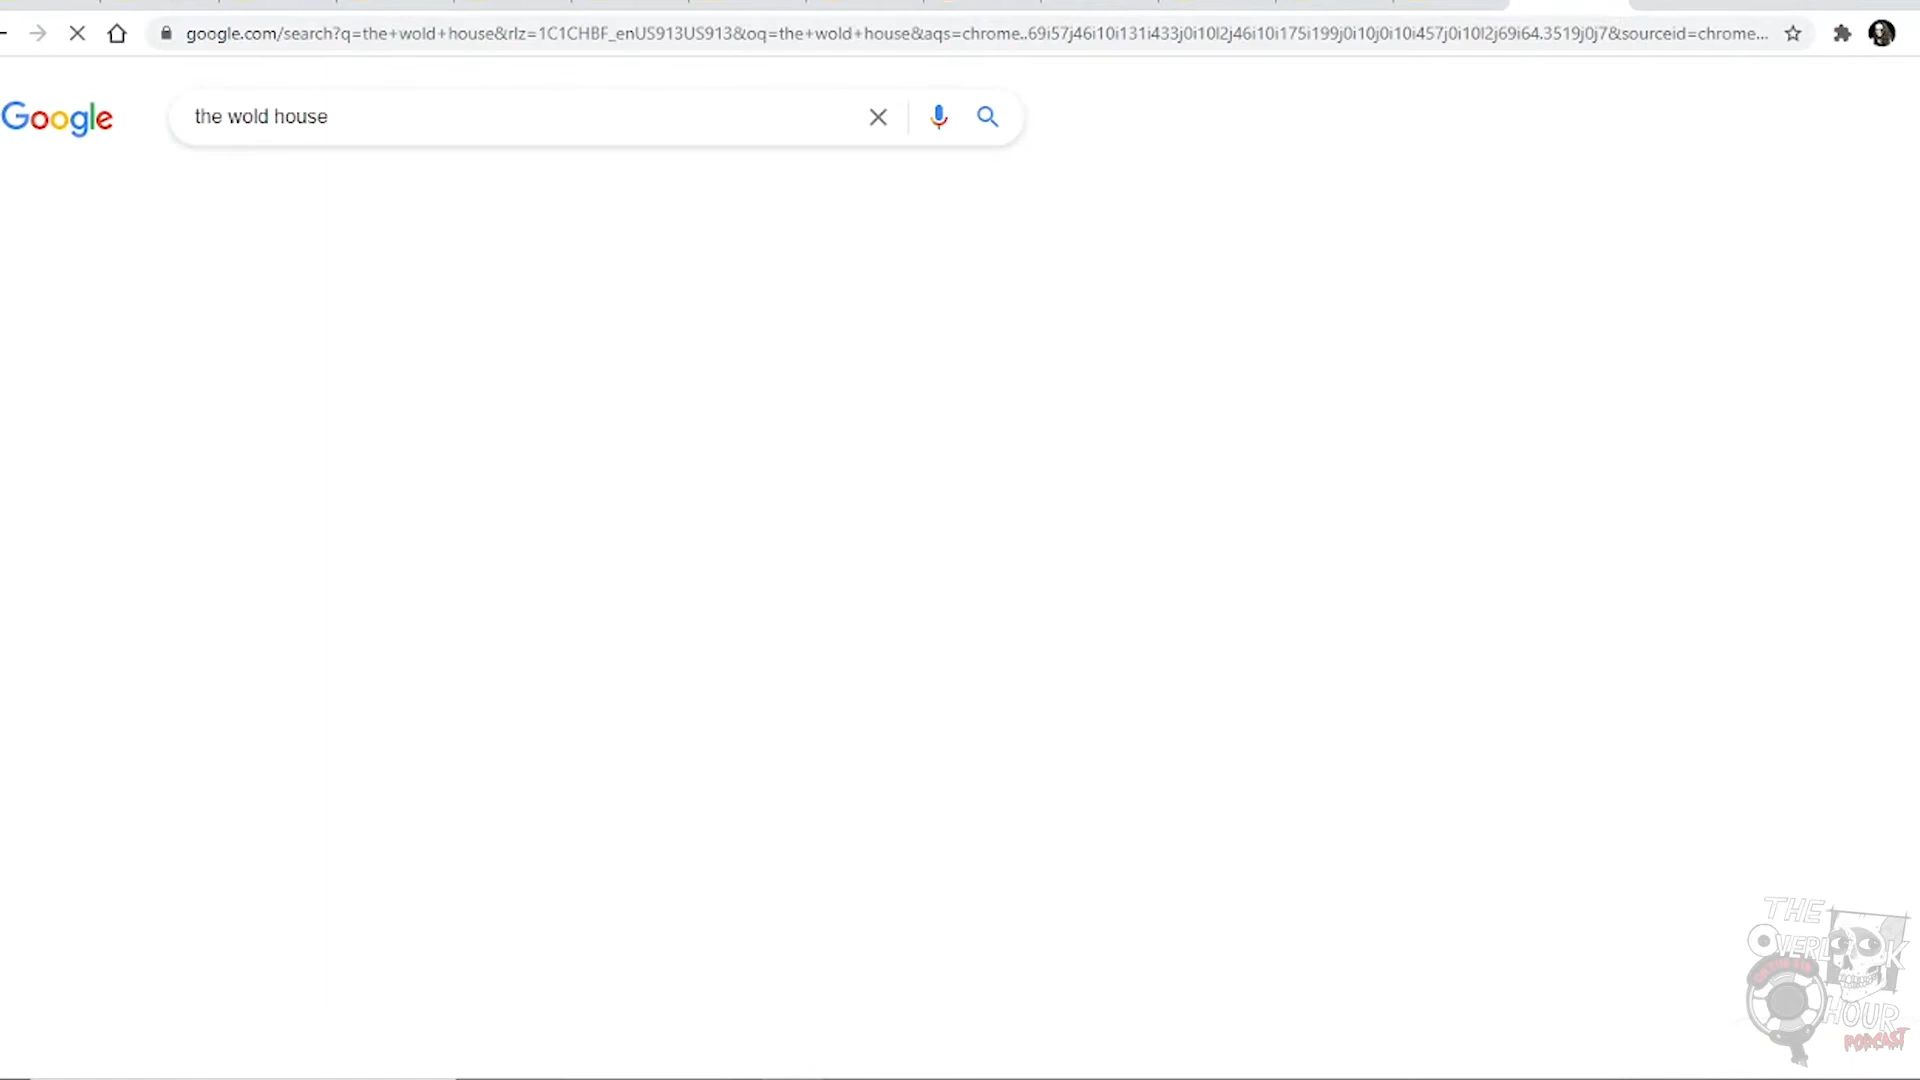 google.com/search?q=the+wold+house&rlz=1C1CHBF_enUS913US913&oq=the+wold+house&aqs=chrome..69i57j46i10i131i433j0i10l2j46i10i175i199j0i10j0i10i457j0i10l2j69i64.3519j0j7&sourceid=chrome...
Google
the wold house
THE
OVERLOOK
HOUR
PODCAST